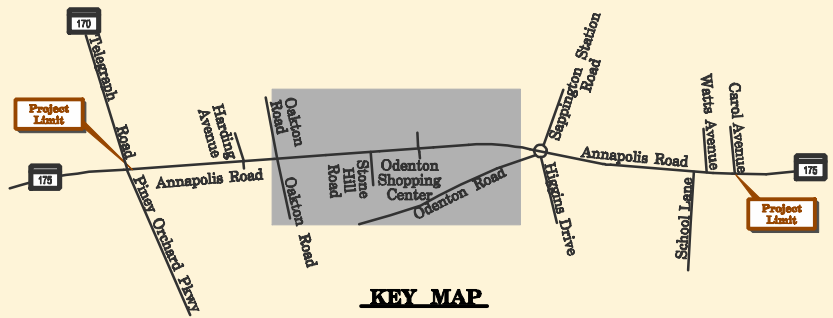 170
Telegraph Road
Project
Limit
175
Annapolis Road
Piney Orchard Pkwy
Harding
Avenue
Oakton
Road
Oakton Road
Stone
Hill
Road
Odenton
Shopping
Center
Odenton Road
Sappington Station
Road
Higgins Drive
Annapolis Road
School Lane
Watts Avenue
Carol Avenue
175
Project
Limit
KEY MAP